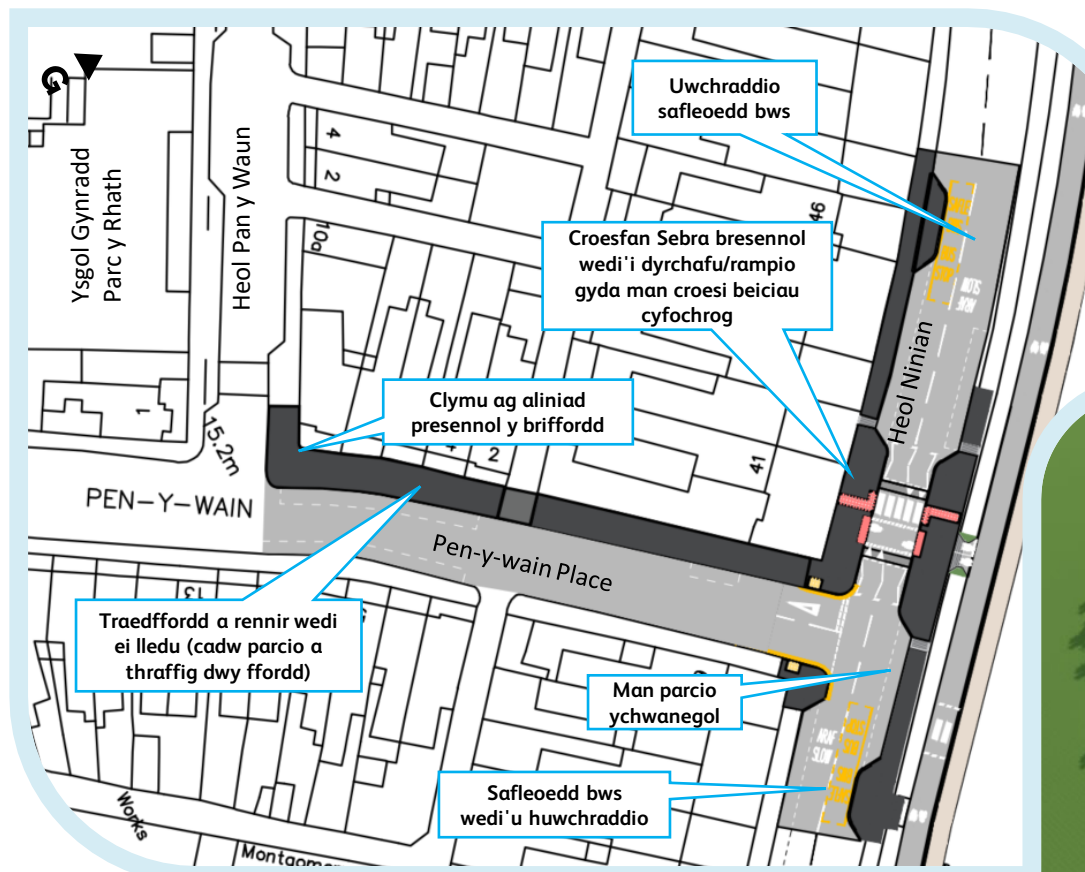 G
Ysgol Gynradd
Parc y Rhath
Heol Pan y Waun
4
2
10a
1
15.2m
PEN-Y-WAIN
Uwchraddio
safleoedd bws
46
Croesfan Sebra bresennol
wedi'i dyrchafu/rampio
gyda man croesi beiciau
cyfochrog
Heol Ninian
ARAF
SLOW
Clymu ag aliniad
presennol y briffordd
4
2
41
Pen-y-wain Place
13
Traedffordd a rennir wedi
ei lledu (cadw parcio a
thraffig dwy ffordd)
Man parcio
ychwanegol
ARAF
SLOW
Safleoedd bws
wedi'u huwchraddio
Works